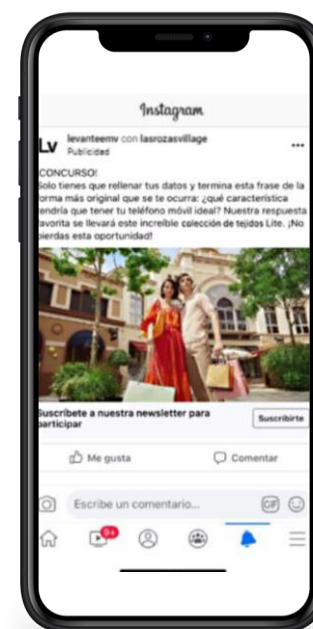 Instagram
Lv
levanteemv con lasrozasvillage
Publicidad
¡CONCURSO!
Solo tienes que rellenar tus datos y termina esta frase de la
forma más original que se te ocurra: ¿qué característica
tendría que tener tu teléfono móvil ideal? Nuestra respuesta
favorita se llevará este increíble colección de tejidos Lite. ¡No
pierdas esta oportunidad!
Suscríbete a nuestra newsletter para
participar
Suscribirte
Me gusta
Comentar
Escribe un comentario...
GIF
9+